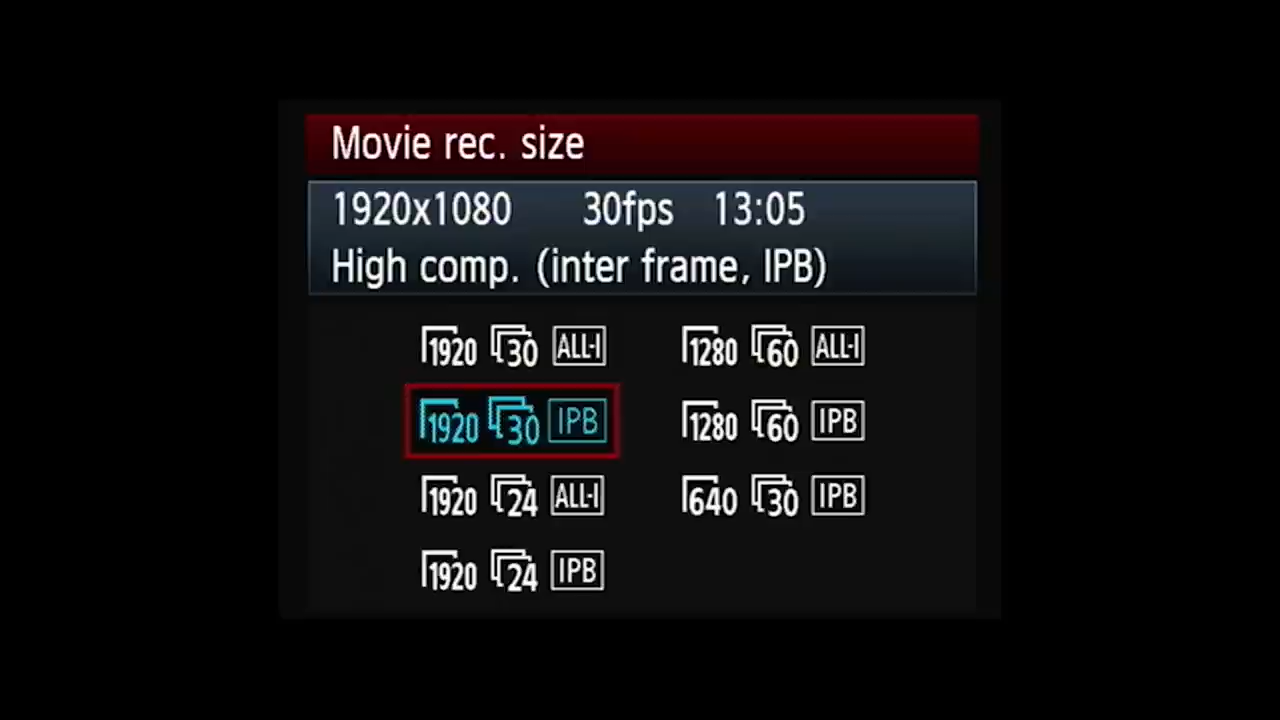 Movie rec. size
1920x1080 30fps 13:05
High comp. (inter frame, IPB)
1920 30 ALL-I 1280 60 ALL-I
1920 30 IPB 1280 60 IPB
1920 24 ALL-I 640 30 IPB
1920 24 IPB